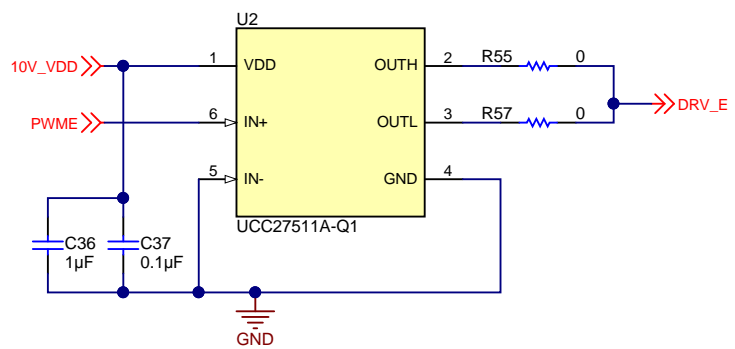 U2
10V_VDD
1
VDD
OUTH
2
R55
0
PWME
6
IN+
OUTL
3
R57
0
DRV_E
5
IN-
GND
4
UCC27511A-Q1
C36
1µF
C37
0.1µF
GND